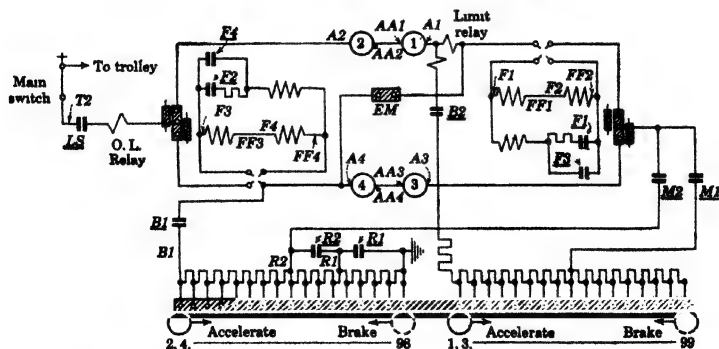 F4
A2
AA1
A1
Limit relay
2
1
AA2
To trolley
Main switch
T2
LS
O. L. Relay
F2
F3
F4
FF3
FF4
EM
B2
F1
F2
FF2
FF1
F1
F3
A4
AA3
A3
4
3
AA4
M2
M1
B1
B1
R2
R1
R2
R1
Accelerate
Brake
Accelerate
Brake
2, 4.
98
1, 3.
99